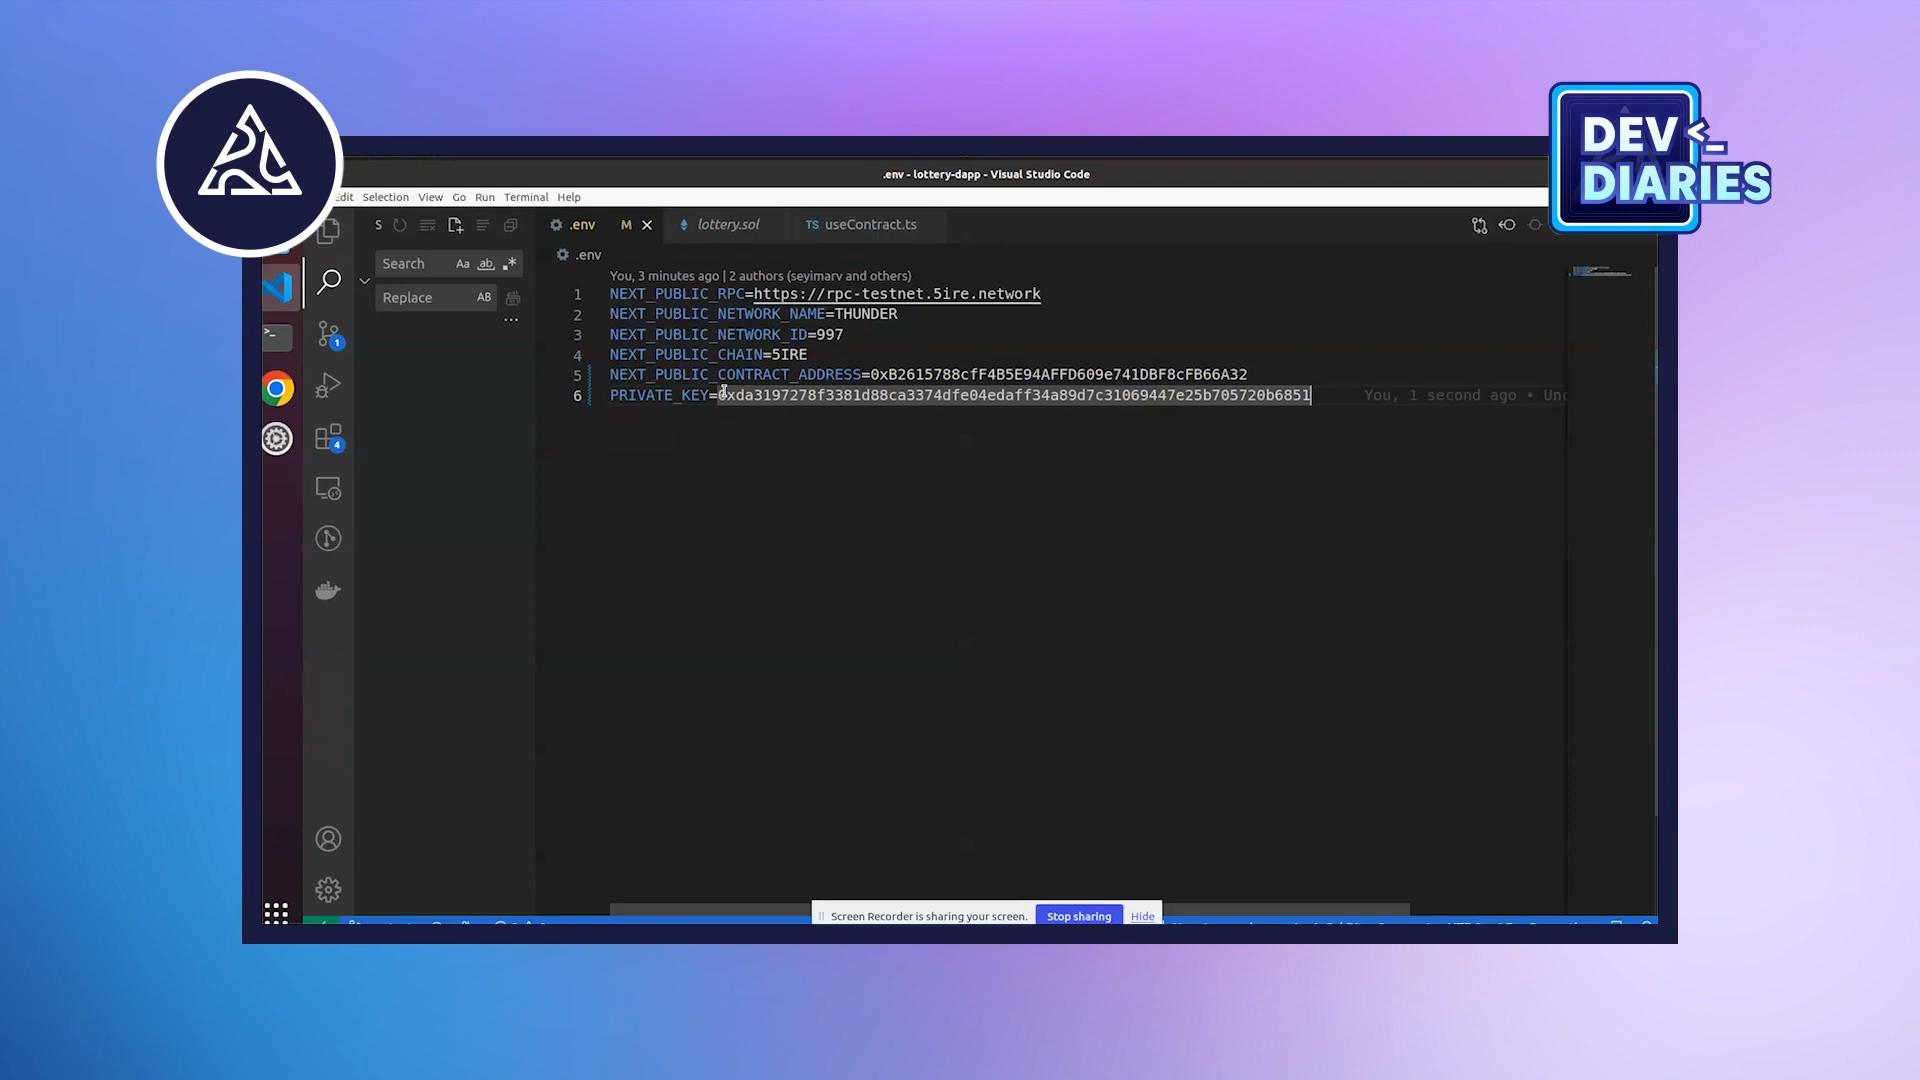 DEV <_
DIARIES
.env - lottery-dapp - Visual Studio Code
Edit Selection View Go Run Terminal Help
S
.env M
lottery.sol
TS useContract.ts
Search Aa ab
.env
Replace AB
You, 3 minutes ago | 2 authors (seyimarv and others)
1 NEXT_PUBLIC_RPC=https://rpc-testnet.5ire.network
2 NEXT_PUBLIC_NETWORK_NAME=THUNDER
3 NEXT_PUBLIC_NETWORK_ID=997
4 NEXT_PUBLIC_CHAIN=5IRE
5 NEXT_PUBLIC_CONTRACT_ADDRESS=0xB2615788cfF4B5E94AFFD609e741DBF8cFB66A32
6 PRIVATE_KEY=0xda3197278f3381d88ca3374dfe04edaff34a89d7c31069447e25b705720b6851 You, 1 second ago • Unc
1
4
Screen Recorder is sharing your screen. Stop sharing Hide